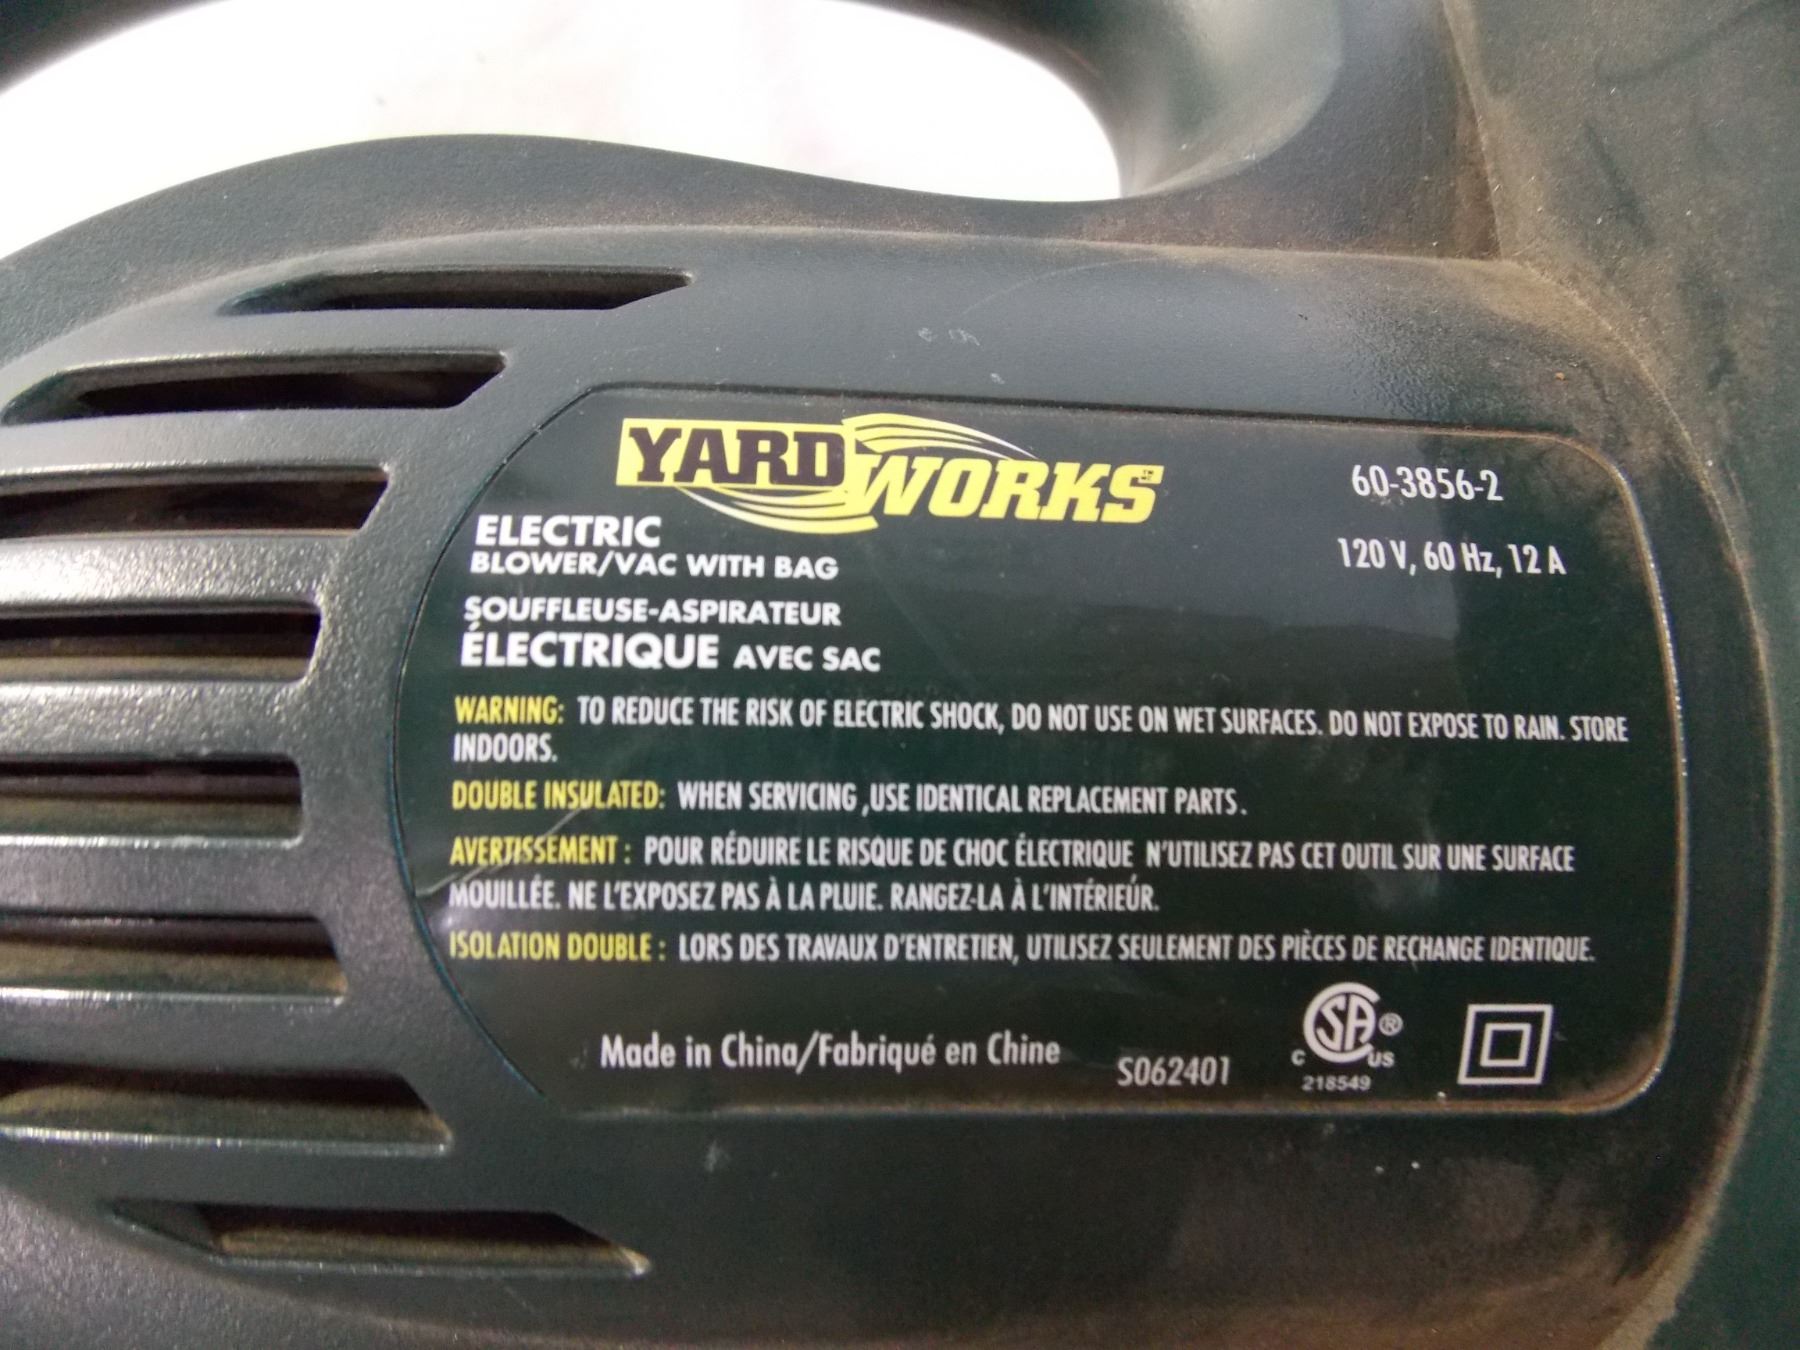 YARDWORKS™
60-3856-2
ELECTRIC
BLOWER/VAC WITH BAG
120 V, 60 Hz, 12 A
SOUFFLEUSE-ASPIRATEUR
ÉLECTRIQUE AVEC SAC
WARNING: TO REDUCE THE RISK OF ELECTRIC SHOCK, DO NOT USE ON WET SURFACES. DO NOT EXPOSE TO RAIN. STORE
INDOORS.
DOUBLE INSULATED: WHEN SERVICING ,USE IDENTICAL REPLACEMENT PARTS.
AVERTISSEMENT : POUR RÉDUIRE LE RISQUE DE CHOC ÉLECTRIQUE N'UTILISEZ PAS CET OUTIL SUR UNE SURFACE
MOUILLÉE. NE L'EXPOSEZ PAS À LA PLUIE. RANGEZ-LA À L'INTÉRIEÚR.
ISOLATION DOUBLE : LORS DES TRAVAUX D'ENTRETIEN, UTILISEZ SEULEMENT DES PIÈCES DE RECHANGE IDENTIQUE.
Made in China/Fabriqué en Chine
S062401
C SA® US
218549